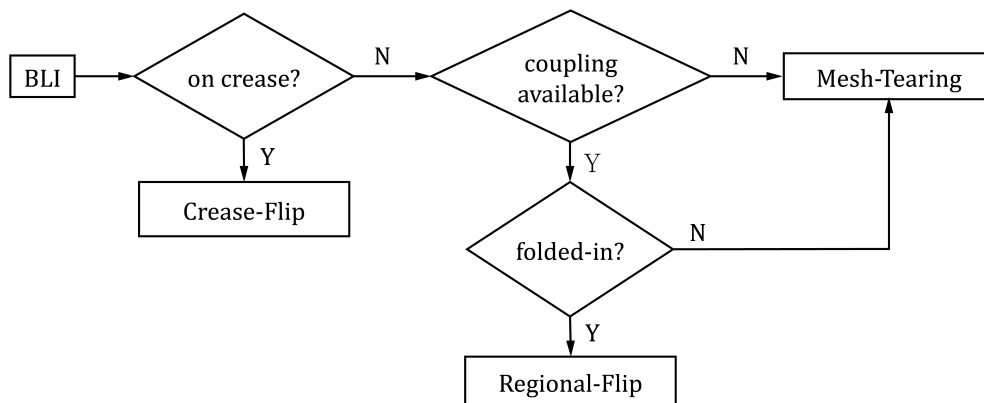 BLI
on crease?
N
coupling
available?
N
Mesh-Tearing
Y
Crease-Flip
Y
folded-in?
N
Y
Regional-Flip